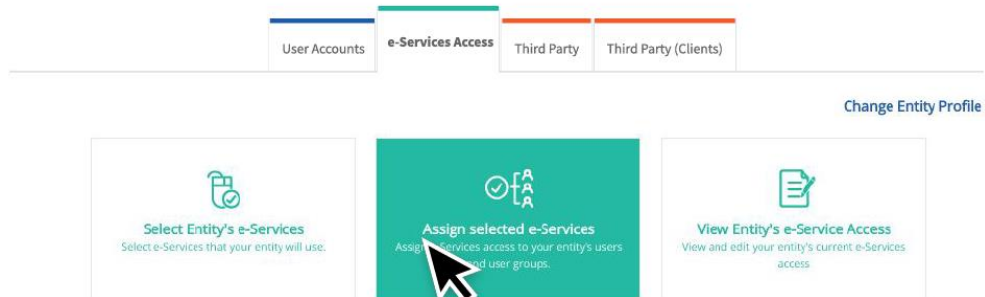 User Accounts
e-Services Access
Third Party
Third Party (Clients)
Change Entity Profile
Select Entity's e-Services
Select e-Services that your entity will use.
Assign selected e-Services
Assign e-Services access to your entity's users
and user groups.
View Entity's e-Service Access
View and edit your entity's current e-Services
access